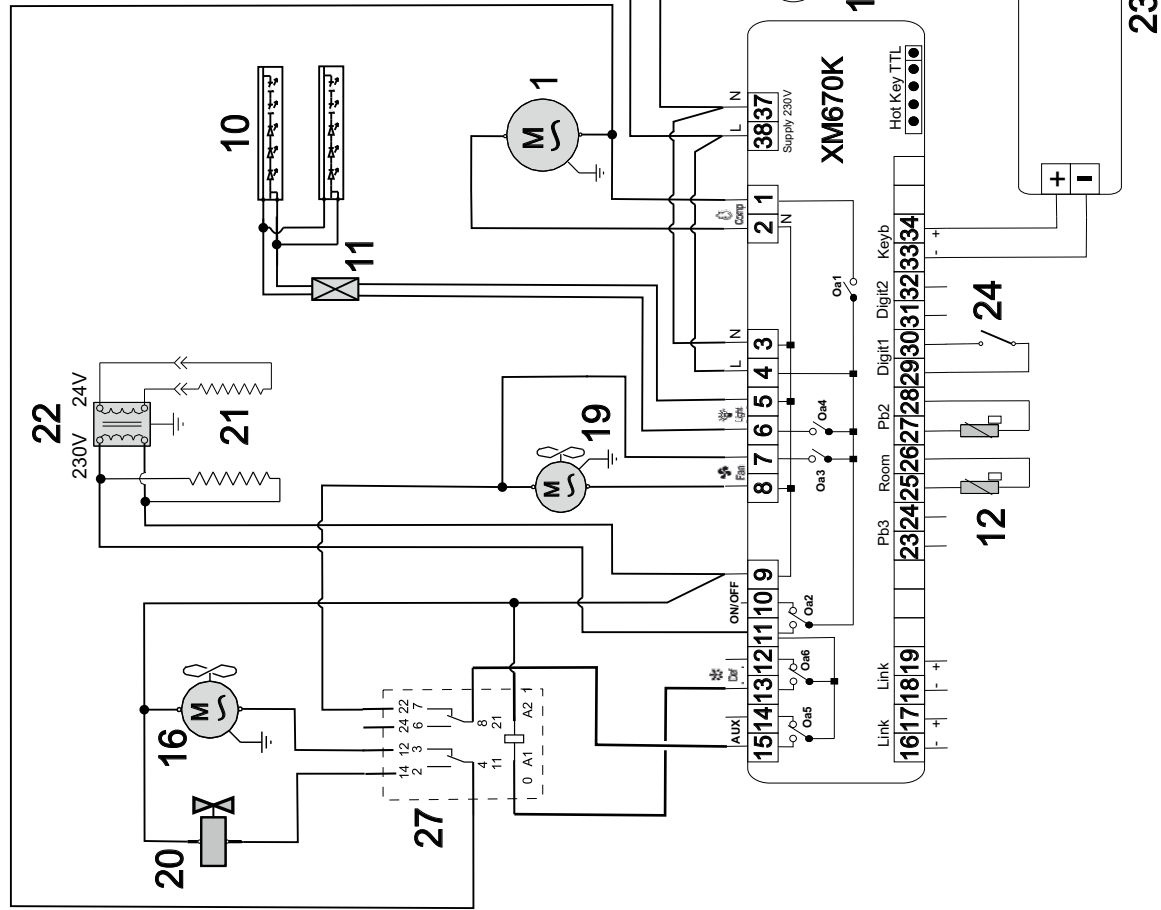 22
230V 24V
20
16
21
10
11
14 12 24 22
2 3 6 7
27
4 8
11 21
0 A1 A2 1
1
19
AUX
Def
ON/OFF
Fan
Light
L
N
Comp
L
N
15 14 13 12 11 10 9 8 7 6 5 4 3 2 1 38 37
N
Supply 230V
Oa5
Oa6
Oa2
Oa3
Oa4
Oa1
XM670K
Link
Link
Pb3
Room
Pb2
Digit1
Digit2
Keyb
Hot Key TTL
16 17 18 19 23 24 25 26 27 28 29 30 31 32 33 34
- + - + - +
12
24
- +
23